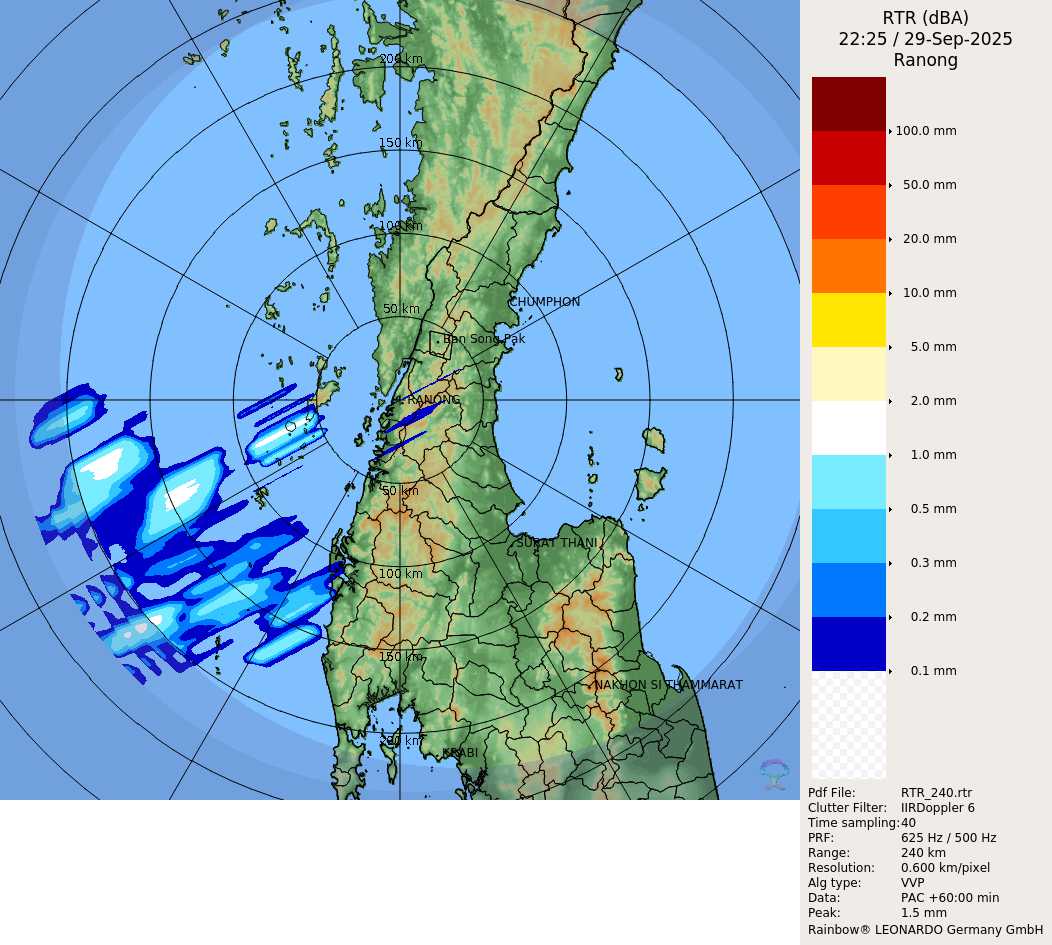 RTR (dBA)
22:25 / 29-Sep-2025
Ranong
200 km
150 km
100 km
50 km
CHUMPHON
Ban Song Pak
RANONG
50 km
SURAT THANI
100 km
150 km
NAKHON SI THAMMARAT
200 km
KRABI
100.0 mm
50.0 mm
20.0 mm
10.0 mm
5.0 mm
2.0 mm
1.0 mm
0.5 mm
0.3 mm
0.2 mm
0.1 mm
Pdf File: RTR_240.rtr
Clutter Filter: IIRDoppler 6
Time sampling: 40
PRF: 625 Hz / 500 Hz
Range: 240 km
Resolution: 0.600 km/pixel
Alg type: VVP
Data: PAC +60:00 min
Peak: 1.5 mm
Rainbow® LEONARDO Germany GmbH